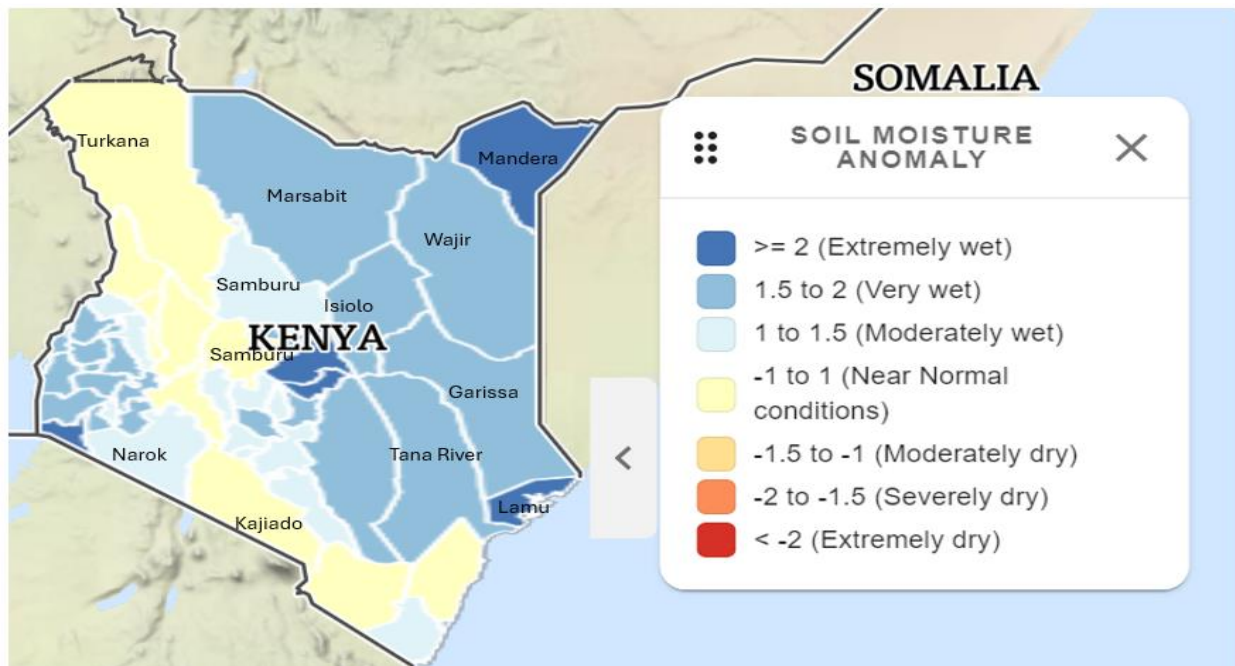 SOMALIA
Turkana
Mandera
Marsabit
Wajir
Samburu
Isiolo
KENYA
Samburu
Garissa
Narok
Tana River
Lamu
Kajiado
SOIL MOISTURE
ANOMALY
>= 2 (Extremely wet)
1.5 to 2 (Very wet)
1 to 1.5 (Moderately wet)
-1 to 1 (Near Normal
conditions)
-1.5 to -1 (Moderately dry)
-2 to -1.5 (Severely dry)
< -2 (Extremely dry)